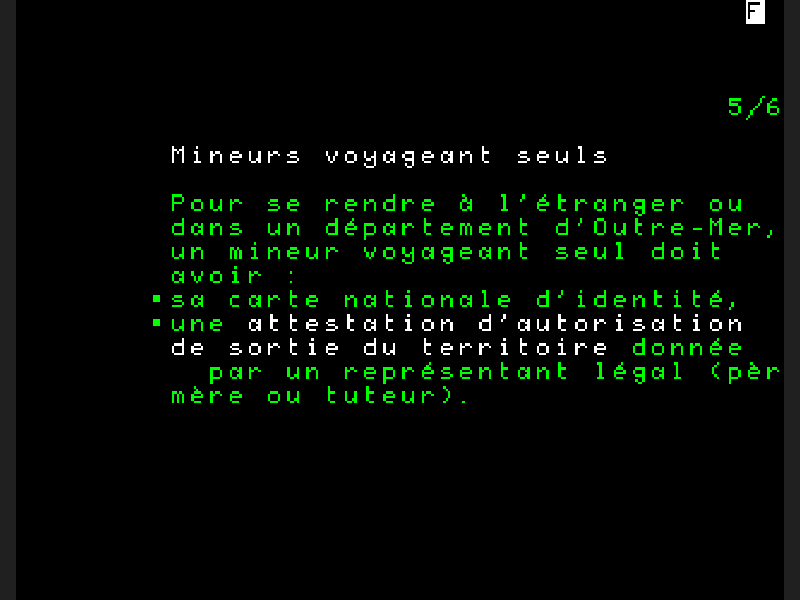 F
5/6
Mineurs voyageant seuls
Pour se rendre à l'étranger ou
dans un département d'Outre-Mer,
un mineur voyageant seul doit
avoir :
▪sa carte nationale d'identité,
▪une attestation d'autorisation
de sortie du territoire donnée
par un représentant légal (pèr
mère ou tuteur).